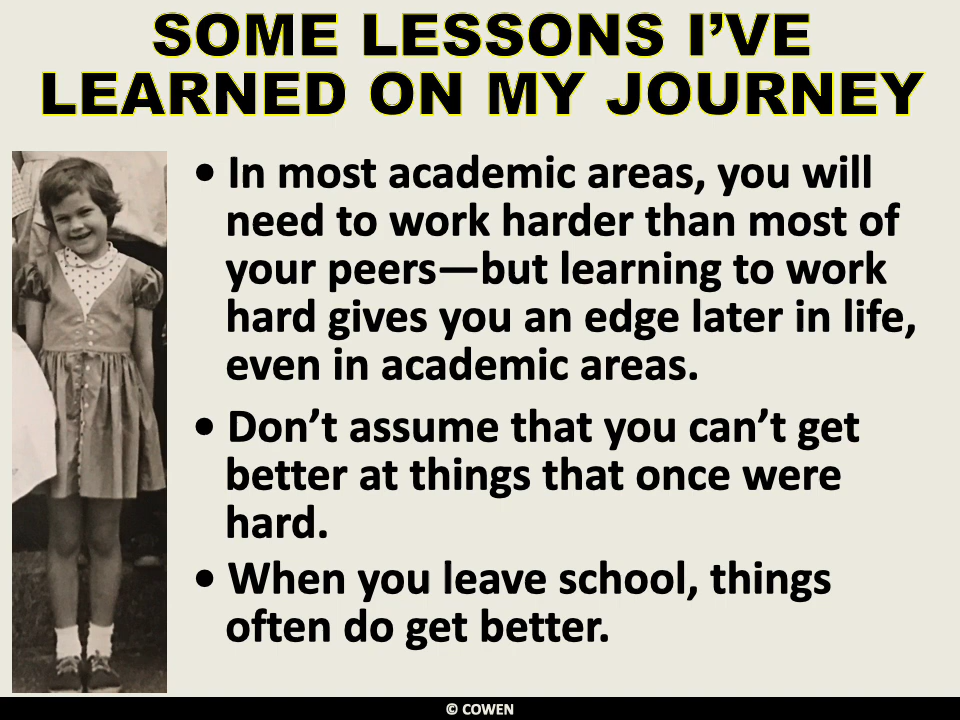 SOME LESSONS I’VE
LEARNED ON MY JOURNEY
• In most academic areas, you will
need to work harder than most of
your peers—but learning to work
hard gives you an edge later in life,
even in academic areas.
• Don’t assume that you can’t get
better at things that once were
hard.
• When you leave school, things
often do get better.
© COWEN